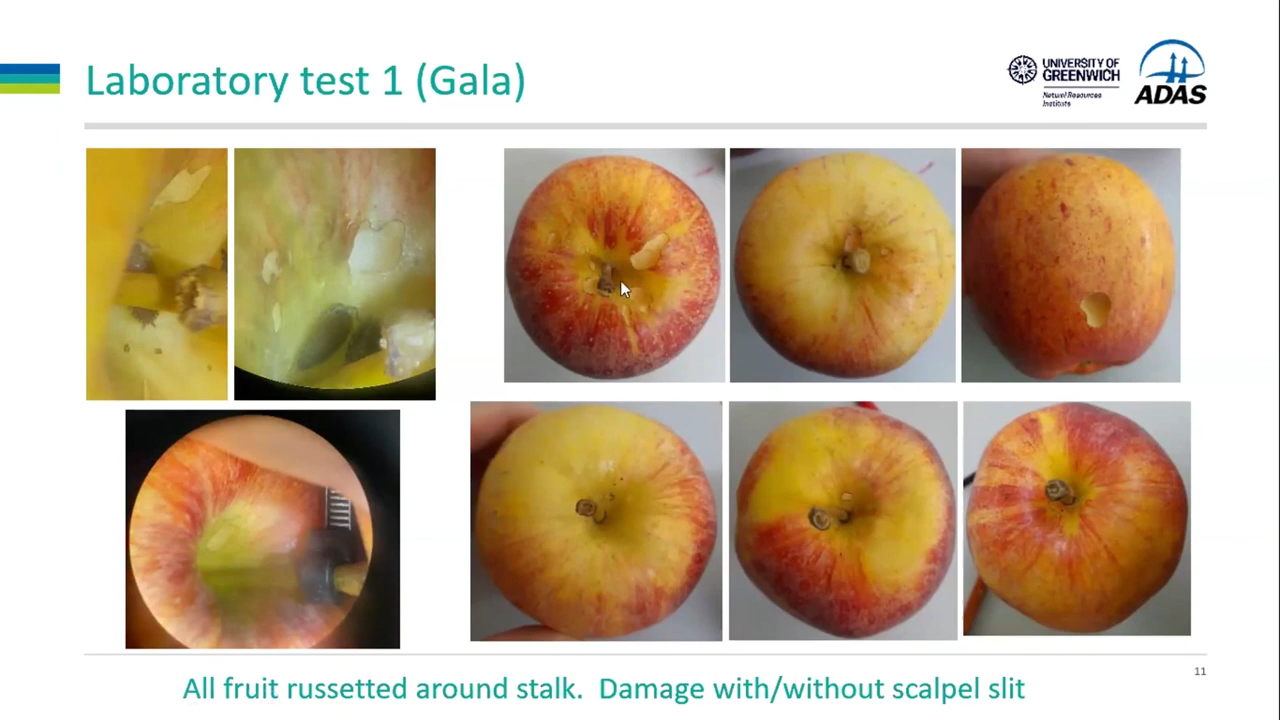 Laboratory test 1 (Gala)
UNIVERSITY OF
GREENWICH
Natural Resources
Institute
ADAS
11
All fruit russetted around stalk. Damage with/without scalpel slit